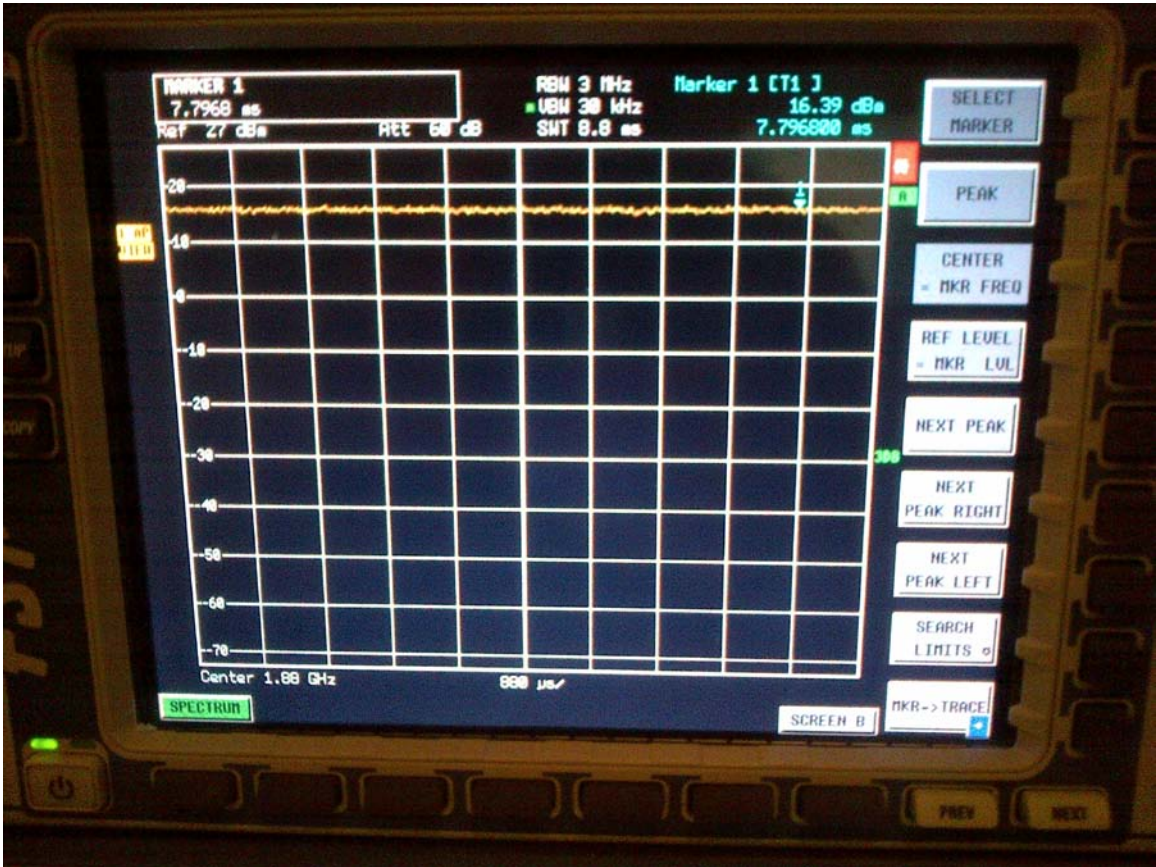 MARKER 1
7.7968 ms
RBW 3 MHz
VBW 30 kHz
SWT 8.8 ms
Marker 1 [T1 ]
16.39 dBm
7.796800 ms
Ref 27 dBm
Att 60 dB
20
10
0
-10
-20
-30
-40
-50
-60
-70
1
A
3DB
Center 1.88 GHz
880 µs/
SPECTRUM
SCREEN B
SELECT
MARKER
PEAK
CENTER
= MKR FREQ
REF LEVEL
= MKR LVL
NEXT PEAK
NEXT
PEAK RIGHT
NEXT
PEAK LEFT
SEARCH
LIMITS
MKR->TRACE
COPY
PREV
NEXT